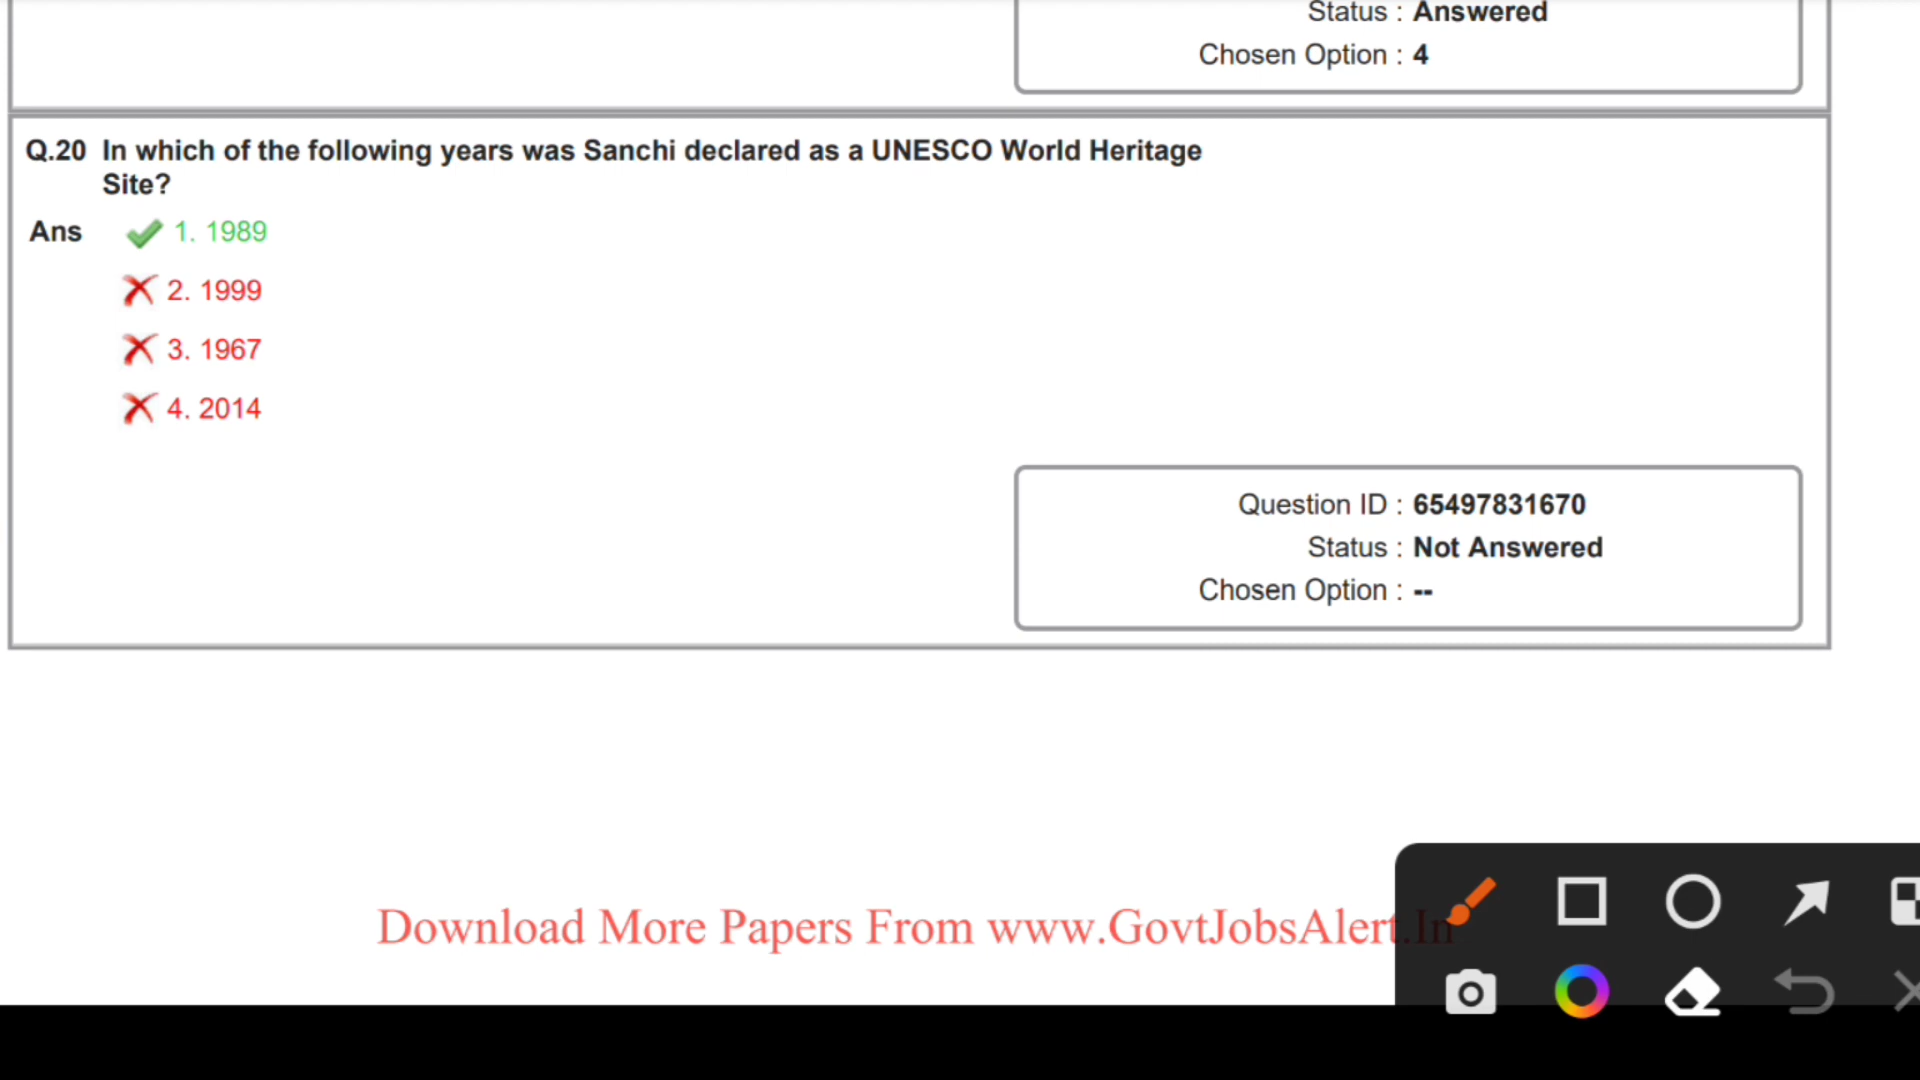 Status : Answered
Chosen Option : 4
Q.20 In which of the following years was Sanchi declared as a UNESCO World Heritage
Site?
Ans 1. 1989
2. 1999
3. 1967
4. 2014
Question ID : 65497831670
Status : Not Answered
Chosen Option : --
Download More Papers From www.GovtJobsAlert.In